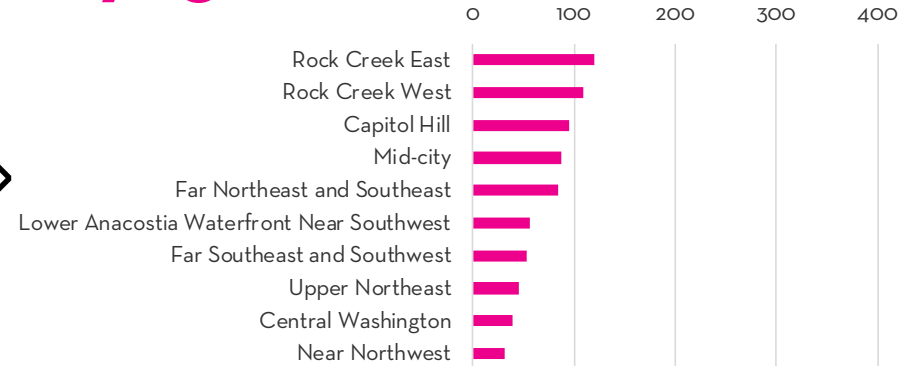 0 100 200 300 400
Rock Creek East
Rock Creek West
Capitol Hill
Mid-city
Far Northeast and Southeast
Lower Anacostia Waterfront Near Southwest
Far Southeast and Southwest
Upper Northeast
Central Washington
Near Northwest